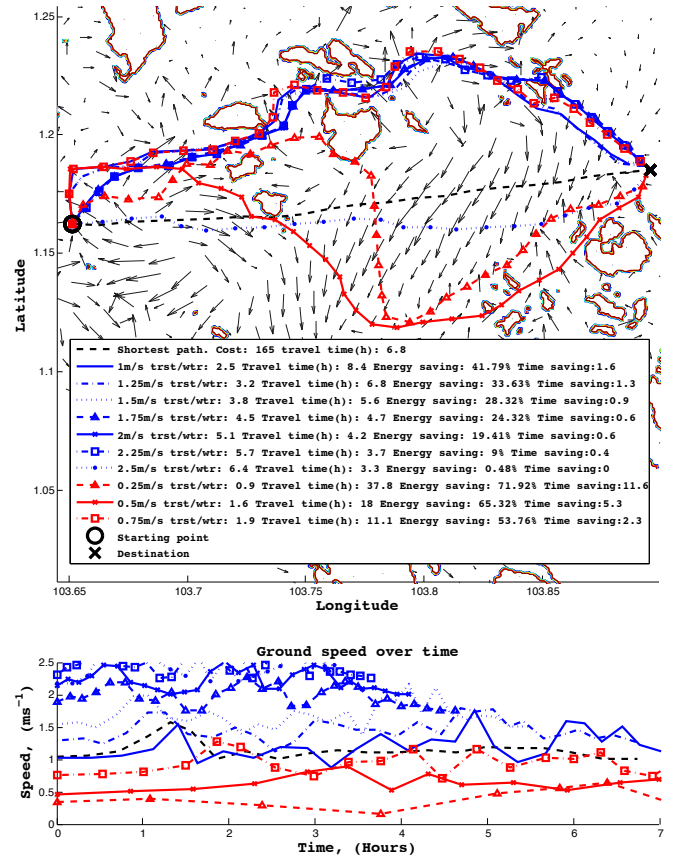 1.25
1.2
1.15
1.1
1.05
Latitude
Shortest path. Cost: 165 travel time(h): 6.8
1m/s trst/wtr: 2.5 Travel time(h): 8.4 Energy saving: 41.79% Time saving:1.6
1.25m/s trst/wtr: 3.2 Travel time(h): 6.8 Energy saving: 33.63% Time saving:1.3
1.5m/s trst/wtr: 3.8 Travel time(h): 5.6 Energy saving: 28.32% Time saving:0.9
1.75m/s trst/wtr: 4.5 Travel time(h): 4.7 Energy saving: 24.32% Time saving:0.6
2m/s trst/wtr: 5.1 Travel time(h): 4.2 Energy saving: 19.41% Time saving:0.6
2.25m/s trst/wtr: 5.7 Travel time(h): 3.7 Energy saving: 9% Time saving:0.4
2.5m/s trst/wtr: 6.4 Travel time(h): 3.3 Energy saving: 0.48% Time saving:0
0.25m/s trst/wtr: 0.9 Travel time(h): 37.8 Energy saving: 71.92% Time saving:11.6
0.5m/s trst/wtr: 1.6 Travel time(h): 18 Energy saving: 65.32% Time saving:5.3
0.75m/s trst/wtr: 1.9 Travel time(h): 11.1 Energy saving: 53.76% Time saving:2.3
Starting point
Destination
103.65 103.7 103.75 103.8 103.85
Longitude
Ground speed over time
2.5
2
1.5
1
0.5
0
Speed, (ms⁻¹)
0 1 2 3 4 5 6 7
Time, (Hours)